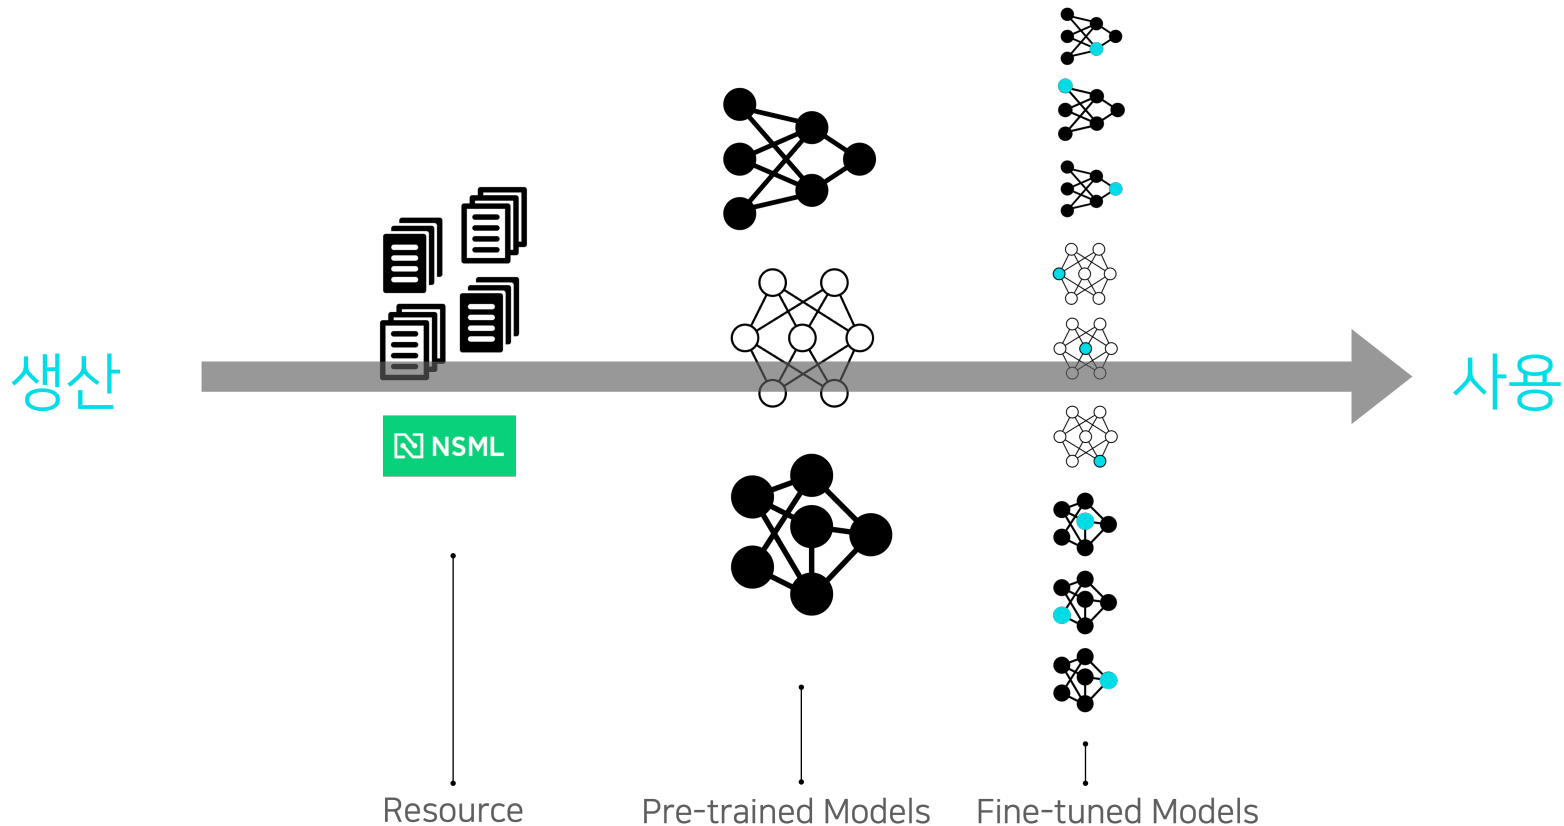 생산
NSML
사용
Resource
Pre-trained Models
Fine-tuned Models